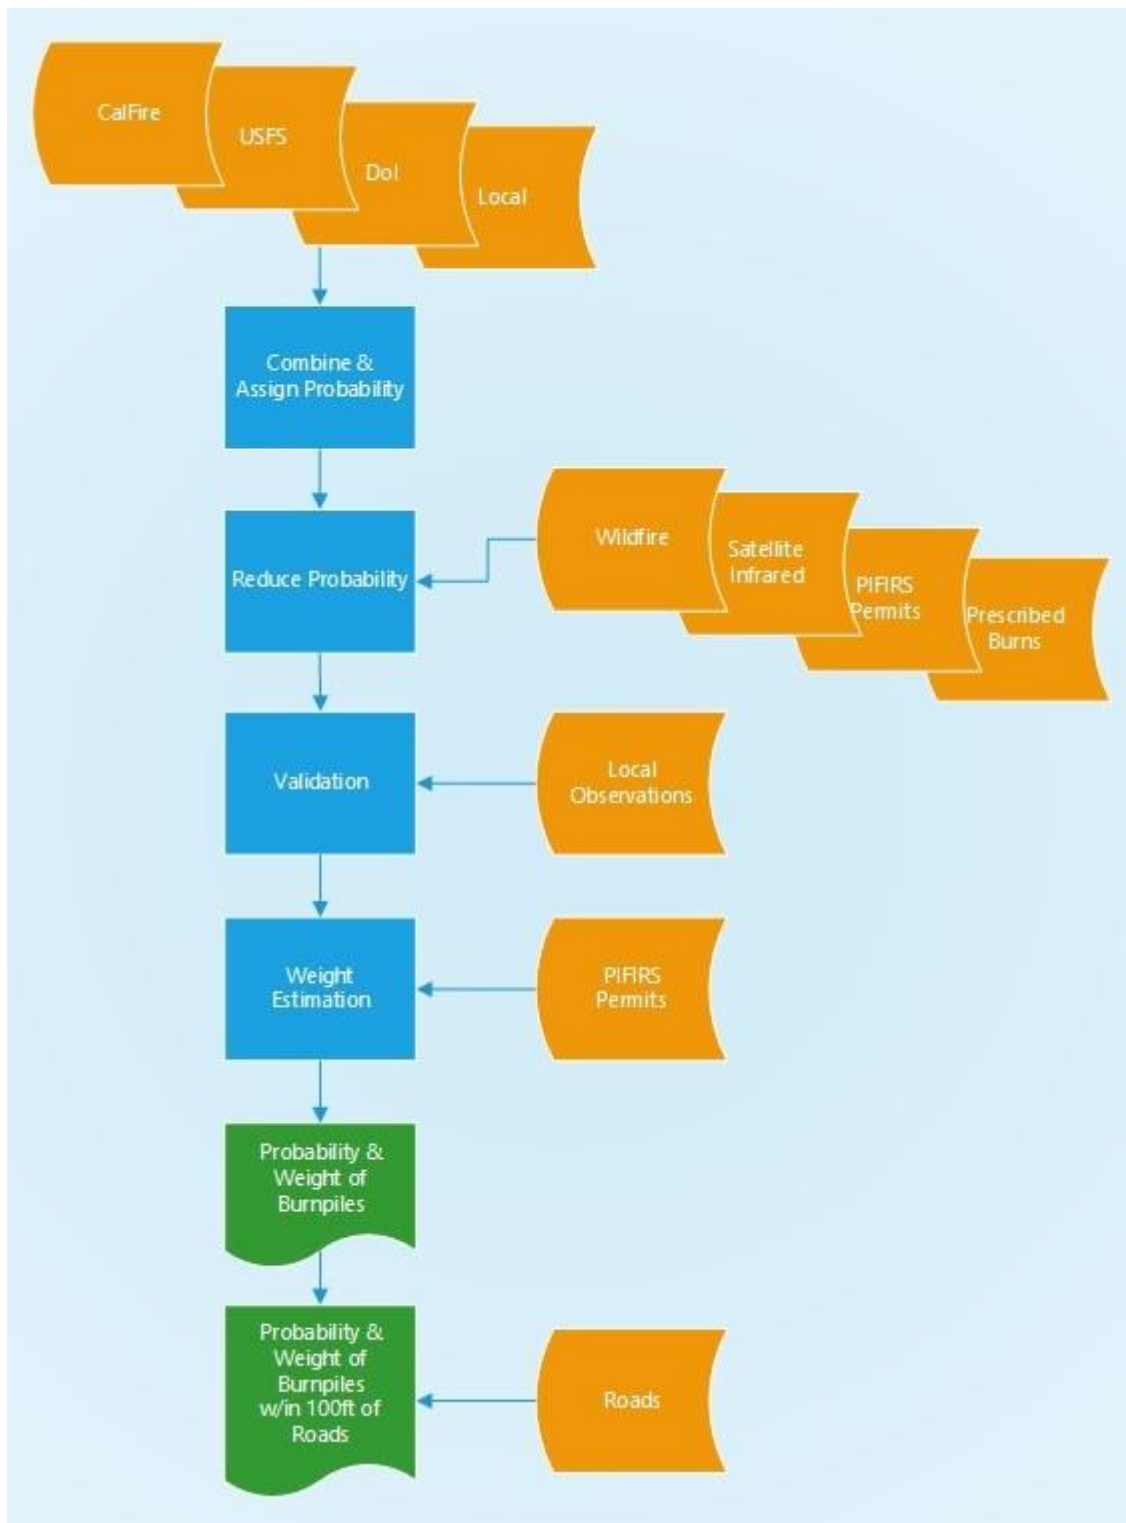 CalFire
USFS
DoI
Local
Combine &
Assign Probability
Reduce Probability
Wildfire
Satellite
Infrared
PIFIRS
Permits
Prescribed
Burns
Validation
Local
Observations
Weight
Estimation
PIFIRS
Permits
Probability &
Weight of
Burnpiles
Probability &
Weight of
Burnpiles
w/in 100ft of
Roads
Roads